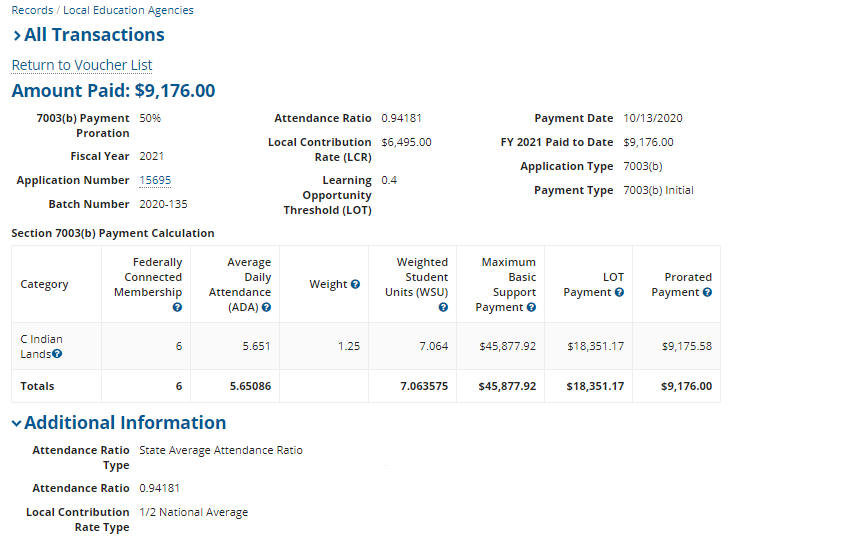 Records / Local Education Agencies
All Transactions
Return to Voucher List
Amount Paid: $9,176.00
7003(b) Payment Proration 50%
Fiscal Year 2021
Application Number 15695
Batch Number 2020-135
Attendance Ratio 0.94181
Local Contribution Rate (LCR) $6,495.00
Learning Opportunity Threshold (LOT) 0.4
Payment Date 10/13/2020
FY 2021 Paid to Date $9,176.00
Application Type 7003(b)
Payment Type 7003(b) Initial
Section 7003(b) Payment Calculation
Category
Federally Connected Membership ?
Average Daily Attendance (ADA) ?
Weight ?
Weighted Student Units (WSU) ?
Maximum Basic Support Payment ?
LOT Payment ?
Prorated Payment ?
C Indian Lands? 6 5.651 1.25 7.064 $45,877.92 $18,351.17 $9,175.58
Totals 6 5.65086 7.063575 $45,877.92 $18,351.17 $9,176.00
Additional Information
Attendance Ratio Type State Average Attendance Ratio
Attendance Ratio 0.94181
Local Contribution Rate Type 1/2 National Average